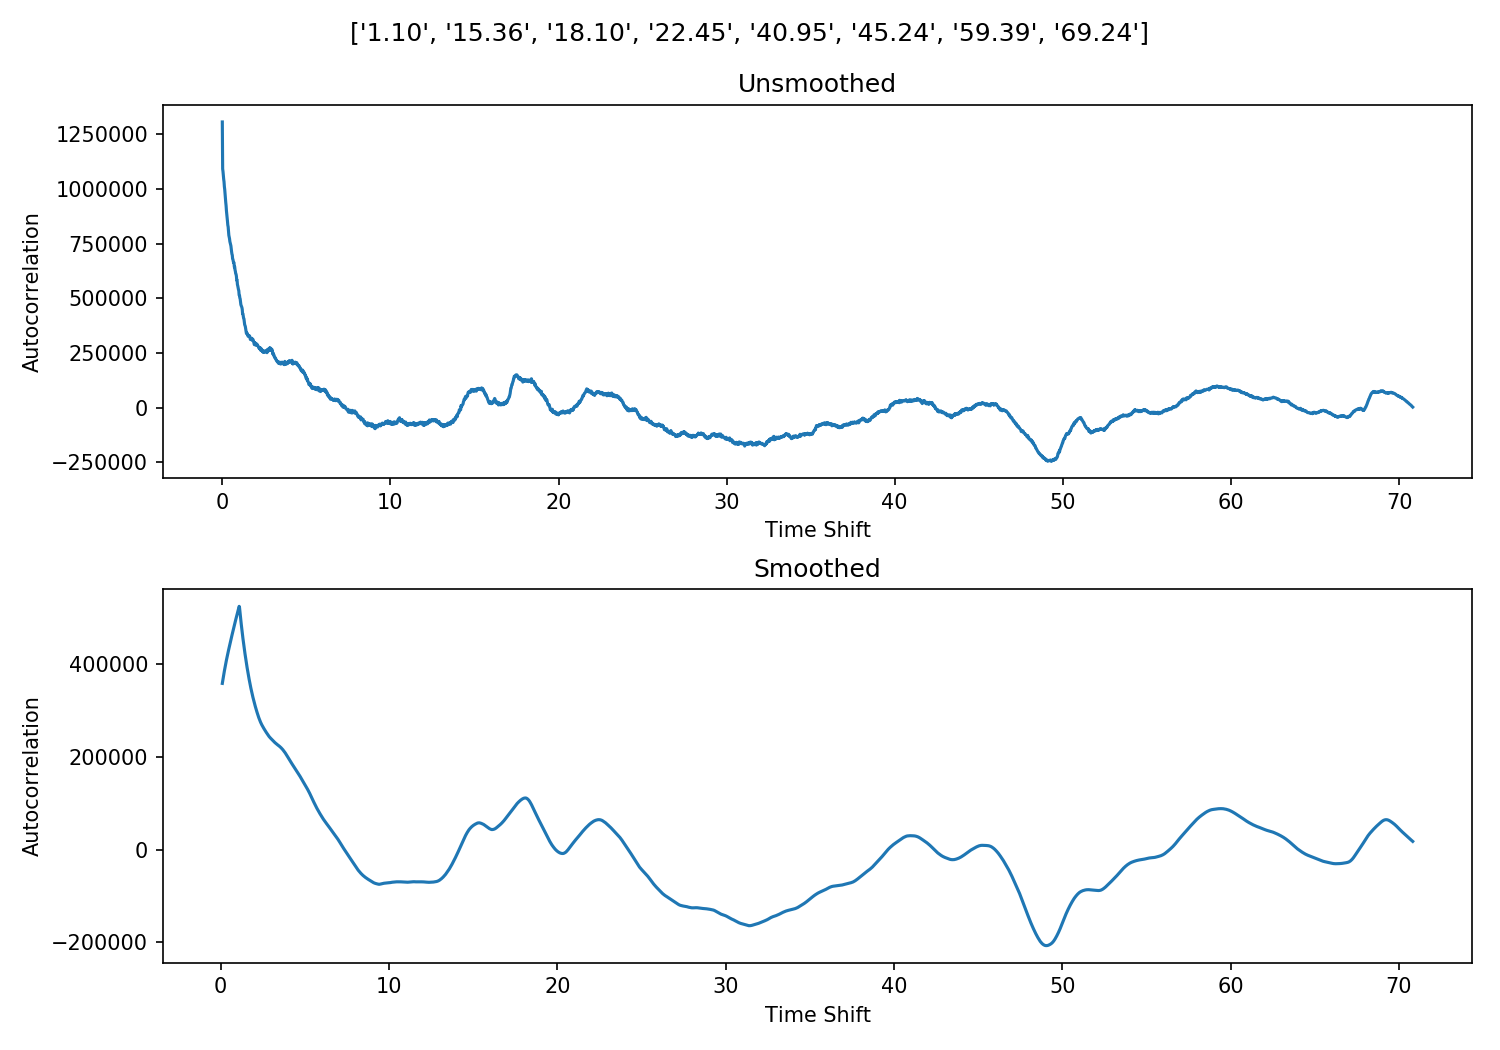 ['1.10', '15.36', '18.10', '22.45', '40.95', '45.24', '59.39', '69.24']
Unsmoothed
1250000
1000000
750000
500000
250000
0
−250000
Autocorrelation
0 10 20 30 40 50 60 70
Time Shift
Smoothed
400000
200000
0
−200000
Autocorrelation
0 10 20 30 40 50 60 70
Time Shift